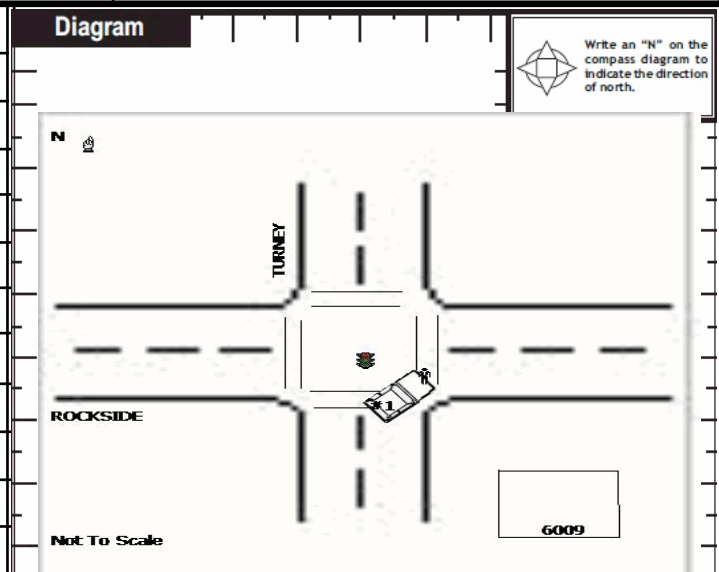 Diagram
Write an “N” on the
compass diagram to
indicate the direction
of north.
N
TURNEY
ROCKSIDE
#1
6009
Not To Scale